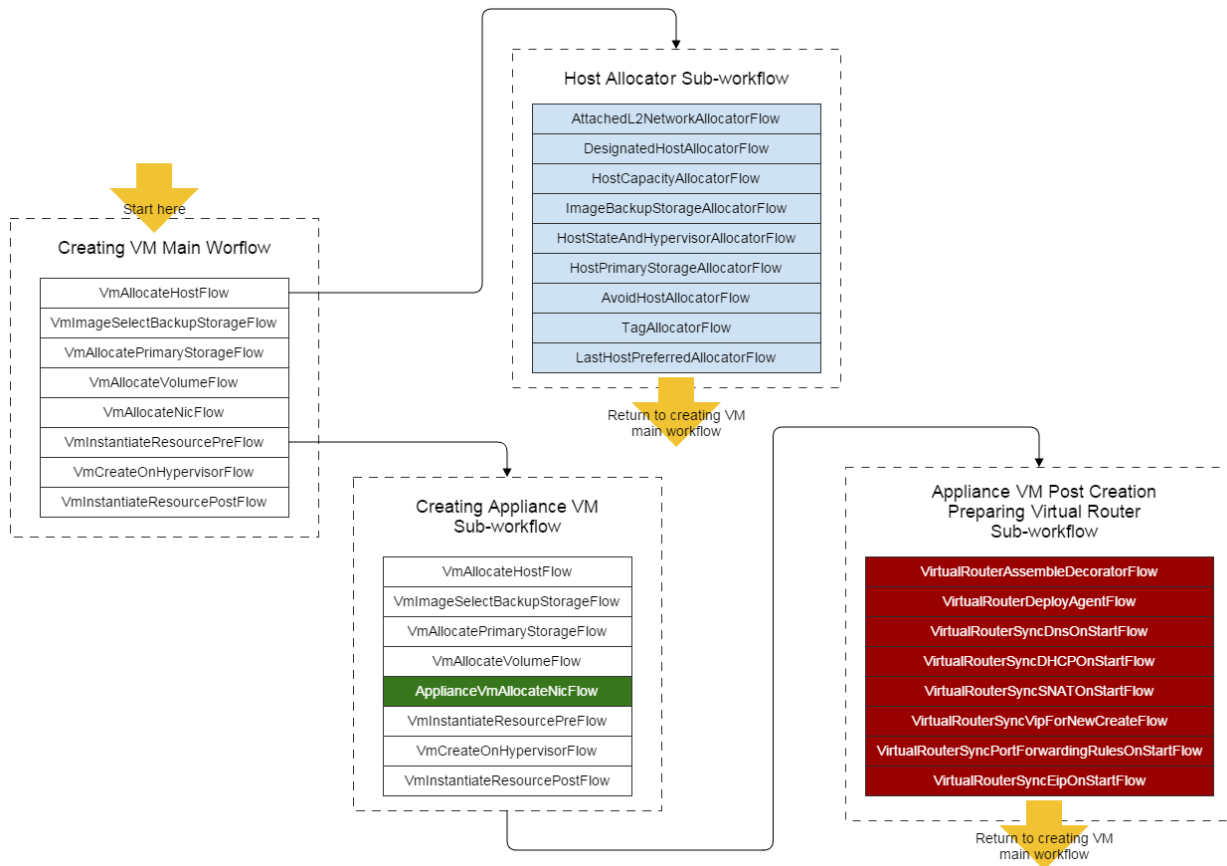 Start here
Creating VM Main Worflow
VmAllocateHostFlow
VmImageSelectBackupStorageFlow
VmAllocatePrimaryStorageFlow
VmAllocateVolumeFlow
VmAllocateNicFlow
VmInstantiateResourcePreFlow
VmCreateOnHypervisorFlow
VmInstantiateResourcePostFlow
Host Allocator Sub-workflow
AttachedL2NetworkAllocatorFlow
DesignatedHostAllocatorFlow
HostCapacityAllocatorFlow
ImageBackupStorageAllocatorFlow
HostStateAndHypervisorAllocatorFlow
HostPrimaryStorageAllocatorFlow
AvoidHostAllocatorFlow
TagAllocatorFlow
LastHostPreferredAllocatorFlow
Return to creating VM
main workflow
Creating Appliance VM
Sub-workflow
VmAllocateHostFlow
VmImageSelectBackupStorageFlow
VmAllocatePrimaryStorageFlow
VmAllocateVolumeFlow
ApplianceVmAllocateNicFlow
VmInstantiateResourcePreFlow
VmCreateOnHypervisorFlow
VmInstantiateResourcePostFlow
Appliance VM Post Creation
Preparing Virtual Router
Sub-workflow
VirtualRouterAssembleDecoratorFlow
VirtualRouterDeployAgentFlow
VirtualRouterSyncDnsOnStartFlow
VirtualRouterSyncDHCPOnStartFlow
VirtualRouterSyncSNATOnStartFlow
VirtualRouterSyncVipForNewCreateFlow
VirtualRouterSyncPortForwardingRulesOnStartFlow
VirtualRouterSyncEipOnStartFlow
Return to creating VM
main workflow